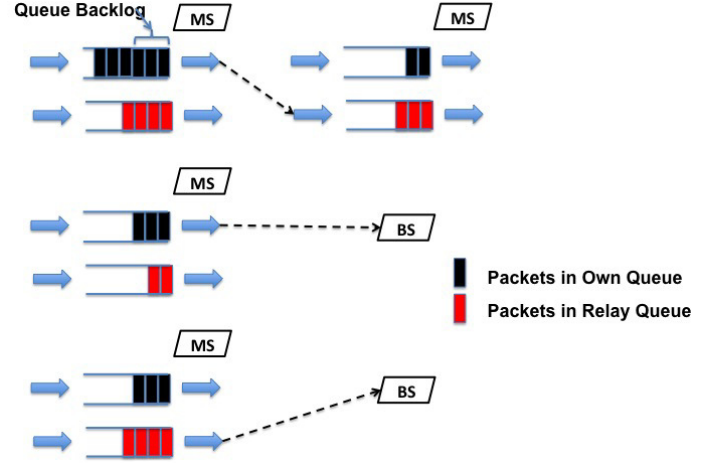 Queue Backlog
MS
MS
MS
BS
Packets in Own Queue
Packets in Relay Queue
MS
BS